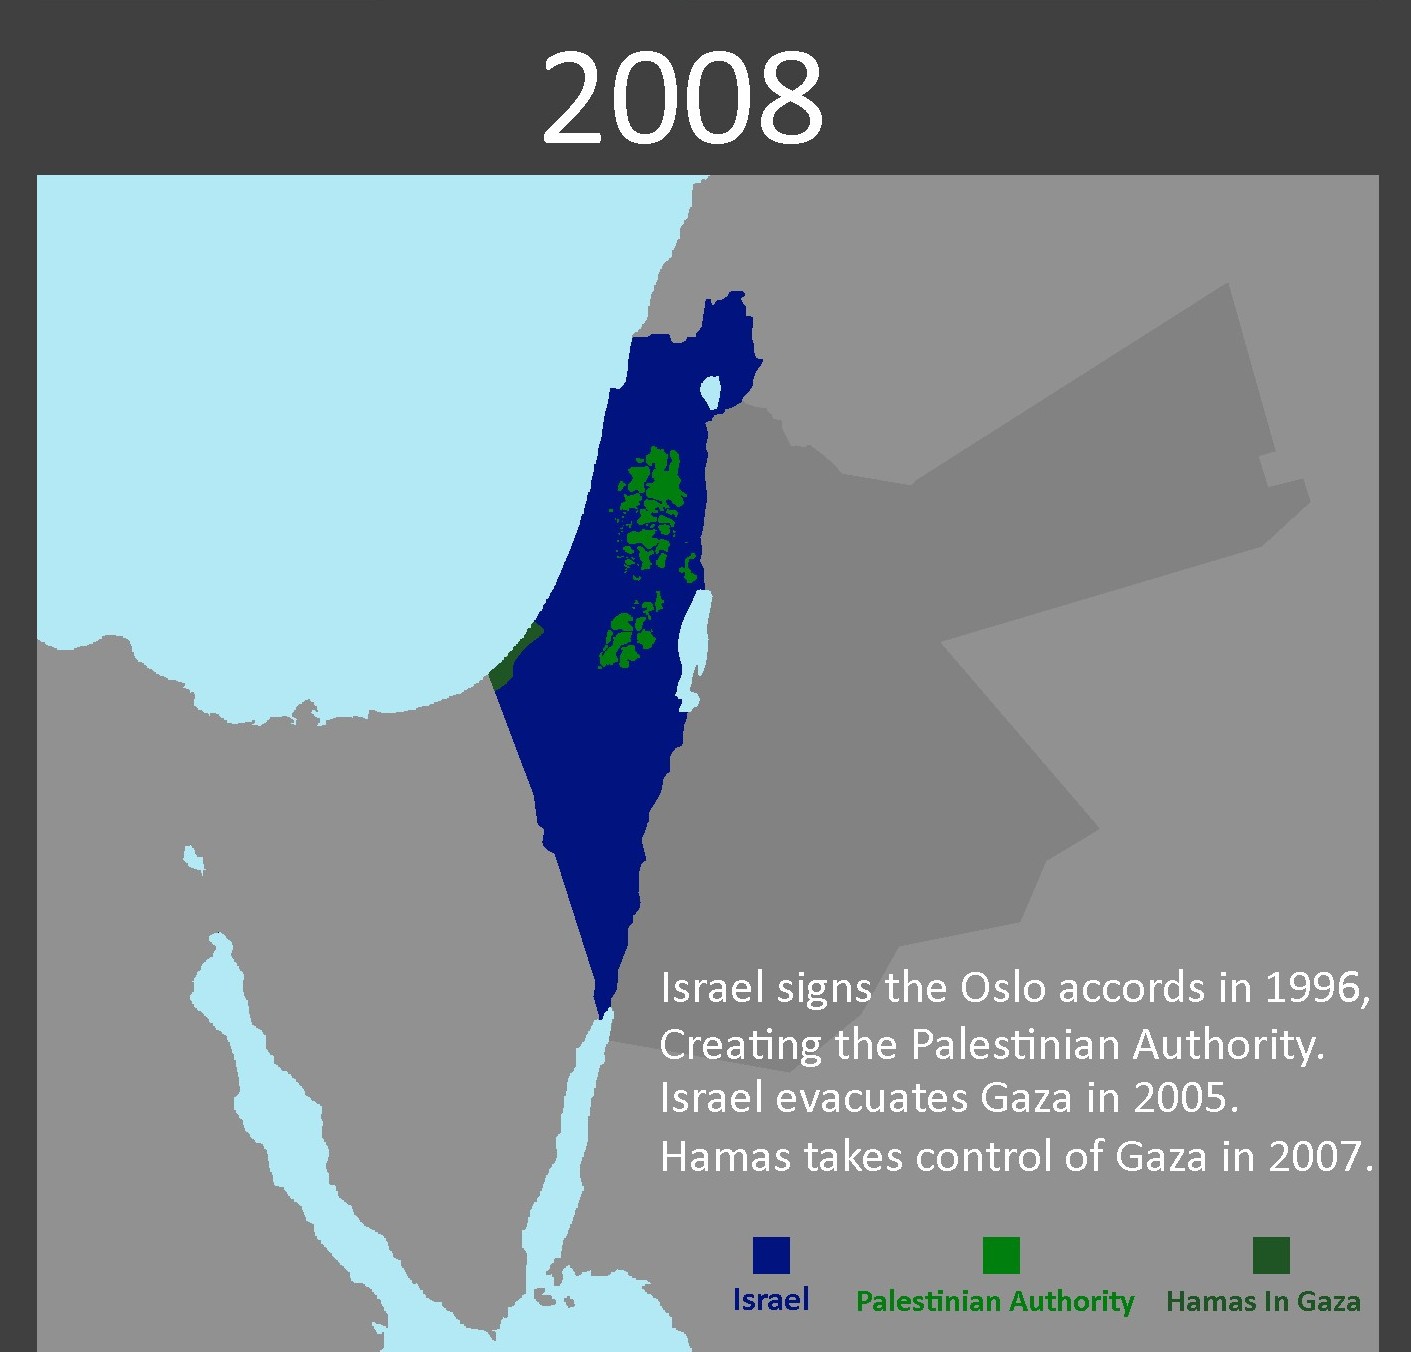 2008
Israel signs the Oslo accords in 1996,
Creating the Palestinian Authority.
Israel evacuates Gaza in 2005.
Hamas takes control of Gaza in 2007.
Israel
Palestinian Authority
Hamas In Gaza